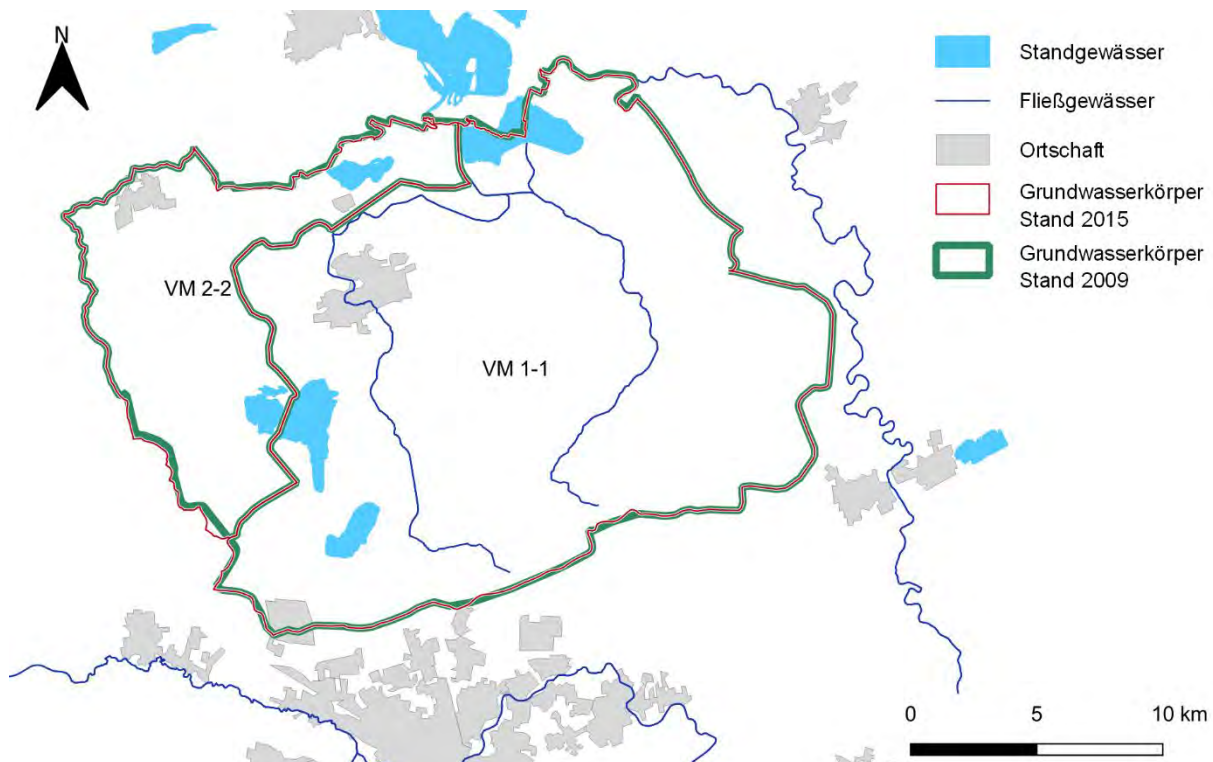 N
Standgewässer
Fließgewässer
Ortschaft
Grundwasserkörper
Stand 2015
Grundwasserkörper
Stand 2009
VM 2-2
VM 1-1
0 5 10 km